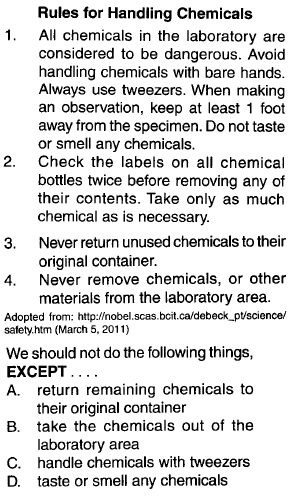 Rules for Handling Chemicals
1. All chemicals in the laboratory are
considered to be dangerous. Avoid
handling chemicals with bare hands.
Always use tweezers. When making
an observation, keep at least 1 foot
away from the specimen. Do not taste
or smell any chemicals.
2. Check the labels on all chemical
bottles twice before removing any of
their contents. Take only as much
chemical as is necessary.
3. Never return unused chemicals to their
original container.
4. Never remove chemicals, or other
materials from the laboratory area.
Adopted from: http://nobel.scas.bcit.ca/debeck_pt/science/
safety.htm (March 5, 2011)
We should not do the following things,
EXCEPT . . . .
A. return remaining chemicals to
their original container
B. take the chemicals out of the
laboratory area
C. handle chemicals with tweezers
D. taste or smell any chemicals